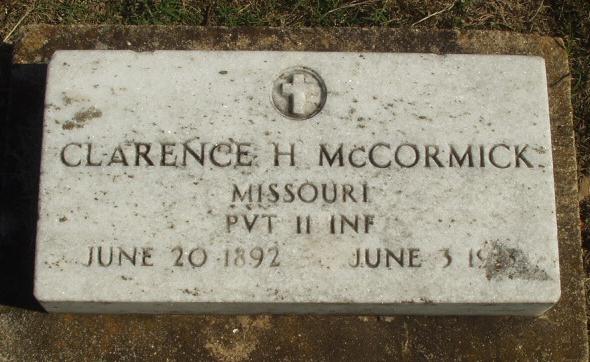 CLARENCE H McCORMICK
MISSOURI
PVT 11 INF
JUNE 20 1892 JUNE 3